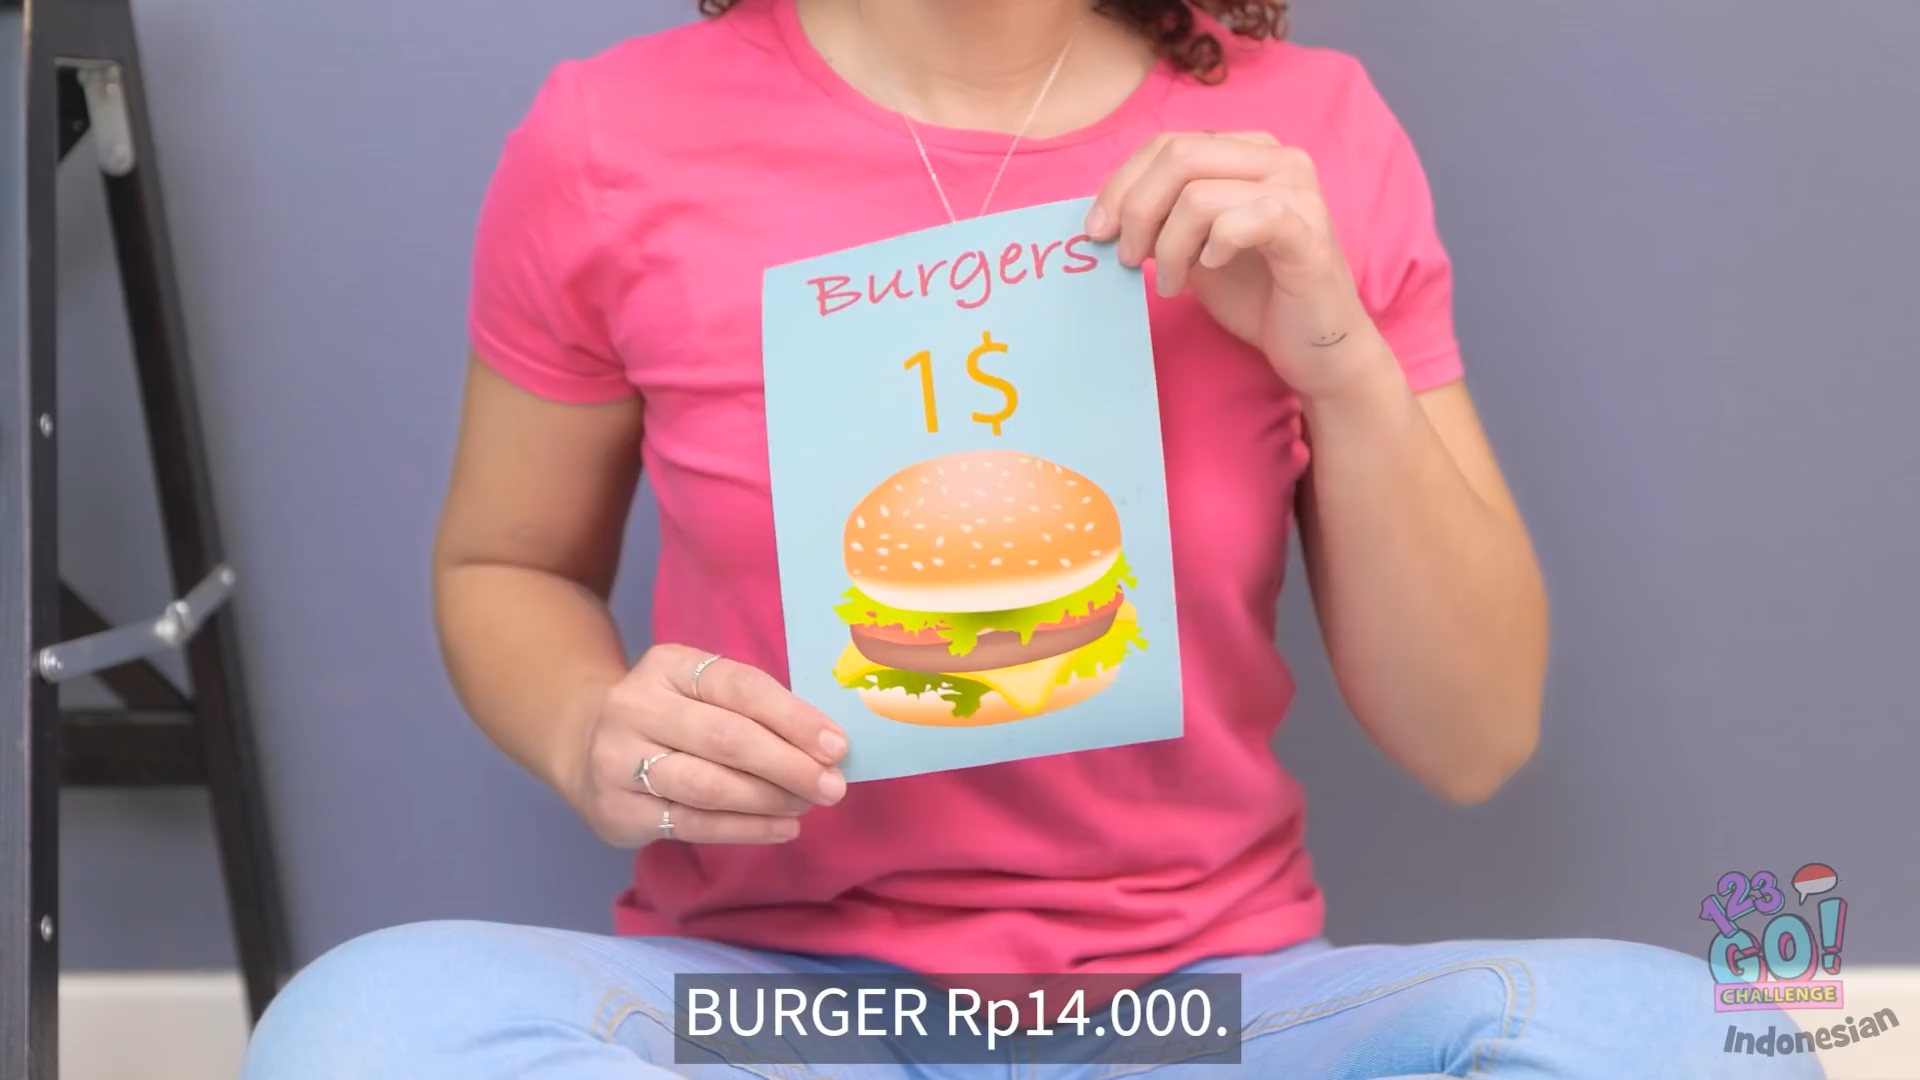 Burgers
1$
BURGER Rp14.000.
123
GO!
CHALLENGE
Indonesian